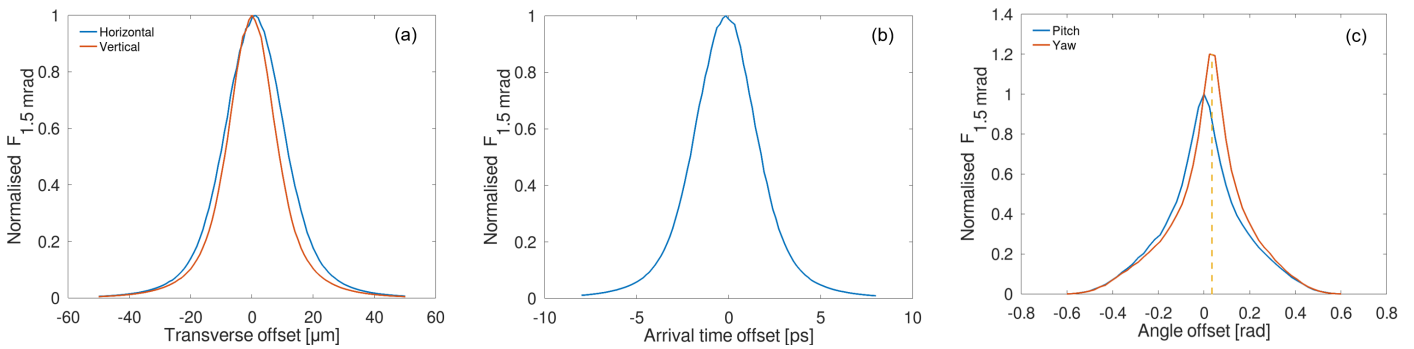 Normalised F1.5 mrad
1
0.8
0.6
0.4
0.2
0
Horizontal
Vertical
(a)
-60 -40 -20 0 20 40 60
Transverse offset [µm]
Normalised F1.5 mrad
1
0.8
0.6
0.4
0.2
0
(b)
-10 -5 0 5 10
Arrival time offset [ps]
Normalised F1.5 mrad
1.4
1.2
1
0.8
0.6
0.4
0.2
0
Pitch
Yaw
(c)
-0.8 -0.6 -0.4 -0.2 0 0.2 0.4 0.6 0.8
Angle offset [rad]